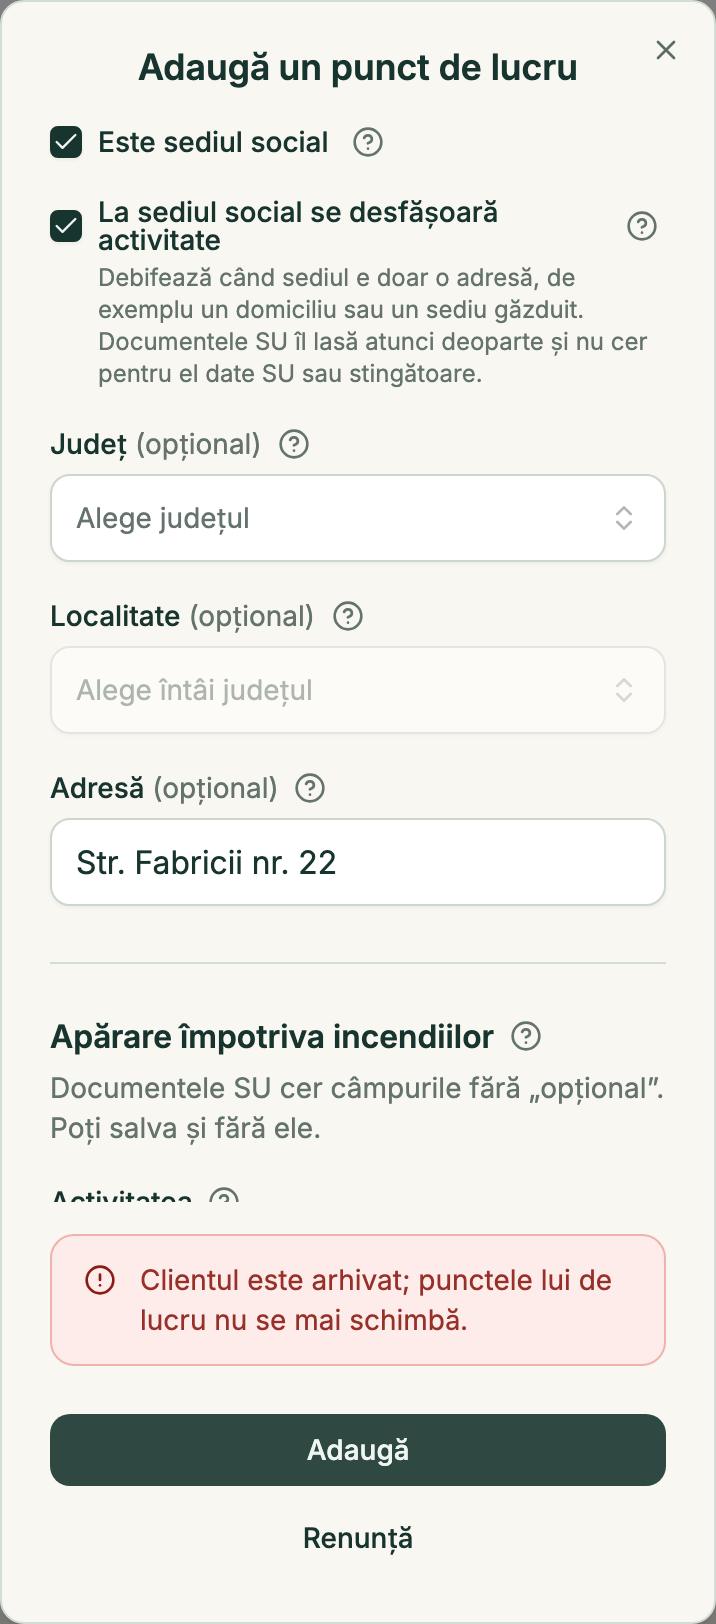 Adaugă un punct de lucru
Este sediul social
La sediul social se desfășoară
activitate
Debifează când sediul e doar o adresă, de
exemplu un domiciliu sau un sediu găzduit.
Documentele SU îl lasă atunci deoparte și nu cer
pentru el date SU sau stingătoare.
Județ (opțional)
Alege județul
Localitate (opțional)
Alege întâi județul
Adresă (opțional)
Str. Fabricii nr. 22
Apărare împotriva incendiilor
Documentele SU cer câmpurile fără „opțional”.
Poți salva și fără ele.
Activitatea
Clientul este arhivat; punctele lui de
lucru nu se mai schimbă.
Adaugă
Renunță